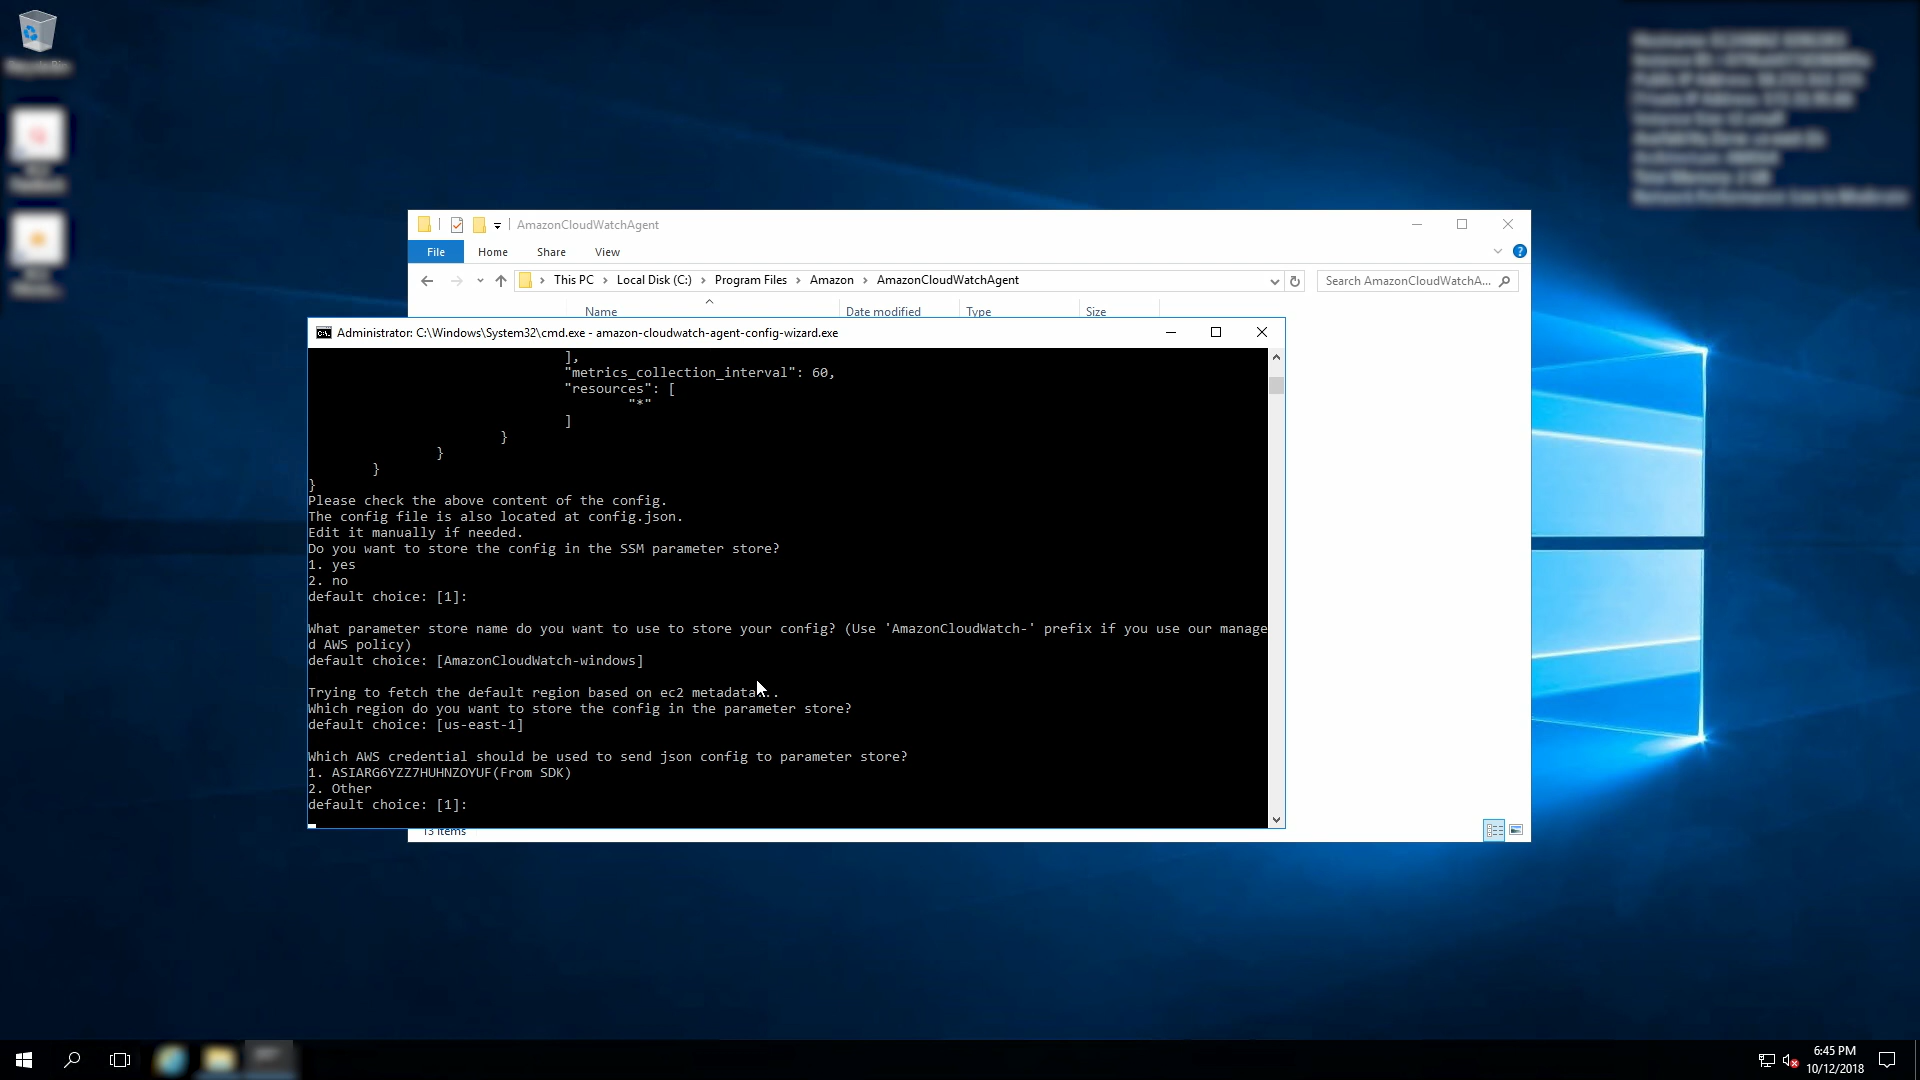 AmazonCloudWatchAgent
File Home Share View
This PC Local Disk (C:) Program Files Amazon AmazonCloudWatchAgent
Search AmazonCloudWatchA...
Name Date modified Type Size
Administrator: C:\Windows\System32\cmd.exe - amazon-cloudwatch-agent-config-wizard.exe
],
"metrics_collection_interval": 60,
"resources": [
"*"
]
}
}
}
}
Please check the above content of the config.
The config file is also located at config.json.
Edit it manually if needed.
Do you want to store the config in the SSM parameter store?
1. yes
2. no
default choice: [1]:
What parameter store name do you want to use to store your config? (Use 'AmazonCloudWatch-' prefix if you use our manage
d AWS policy)
default choice: [AmazonCloudWatch-windows]
Trying to fetch the default region based on ec2 metadata...
Which region do you want to store the config in the parameter store?
default choice: [us-east-1]
Which AWS credential should be used to send json config to parameter store?
1. ASIARG6YZZ7HUHNZOYUF(From SDK)
2. Other
default choice: [1]:
13 items
6:45 PM
10/12/2018